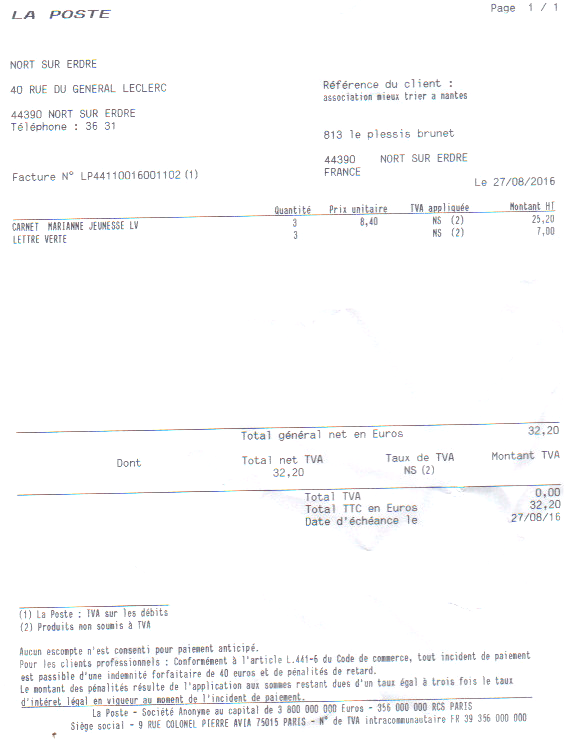 LA POSTE
Page 1 / 1
NORT SUR ERDRE
40 RUE DU GENERAL LECLERC
44390 NORT SUR ERDRE
Téléphone : 36 31
Référence du client :
association mieux trier a nantes
813 le plessis brunet
44390 NORT SUR ERDRE
FRANCE
Facture N° LP44110016001102 (1)
Le 27/08/2016
Quantité Prix unitaire TVA appliquée Montant HT
CARNET MARIANNE JEUNESSE LV 3 8,40 NS (2) 25,20
LETTRE VERTE 3 NS (2) 7,00
Total général net en Euros 32,20
Dont Total net TVA Taux de TVA Montant TVA
32,20 NS (2)
Total TVA 0,00
Total TTC en Euros 32,20
Date d'échéance le 27/08/16
(1) La Poste : TVA sur les débits
(2) Produits non soumis à TVA
Aucun escompte n'est consenti pour paiement anticipé.
Pour les clients professionnels : Conformément à l'article L.441-6 du Code de commerce, tout incident de paiement
est passible d'une indemnité forfaitaire de 40 euros et de pénalités de retard.
Le montant des pénalités résulte de l'application aux sommes restant dues d'un taux égal à trois fois le taux
d'intéret légal en vigueur au moment de l'incident de paiement.
La Poste - Société Anonyme au capital de 3 800 000 000 Euros - 356 000 000 RCS PARIS
Siège social - 9 RUE COLONEL PIERRE AVIA 75015 PARIS - N° de TVA intracommunautaire FR 39 356 000 000